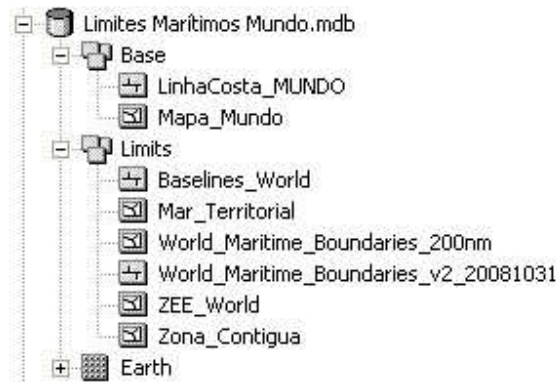 Limites Marítimos Mundo.mdb
Base
LinhaCosta_MUNDO
Mapa_Mundo
Limits
Baselines_World
Mar_Territorial
World_Maritime_Boundaries_200nm
World_Maritime_Boundaries_v2_20081031
ZEE_World
Zona_Contigua
Earth